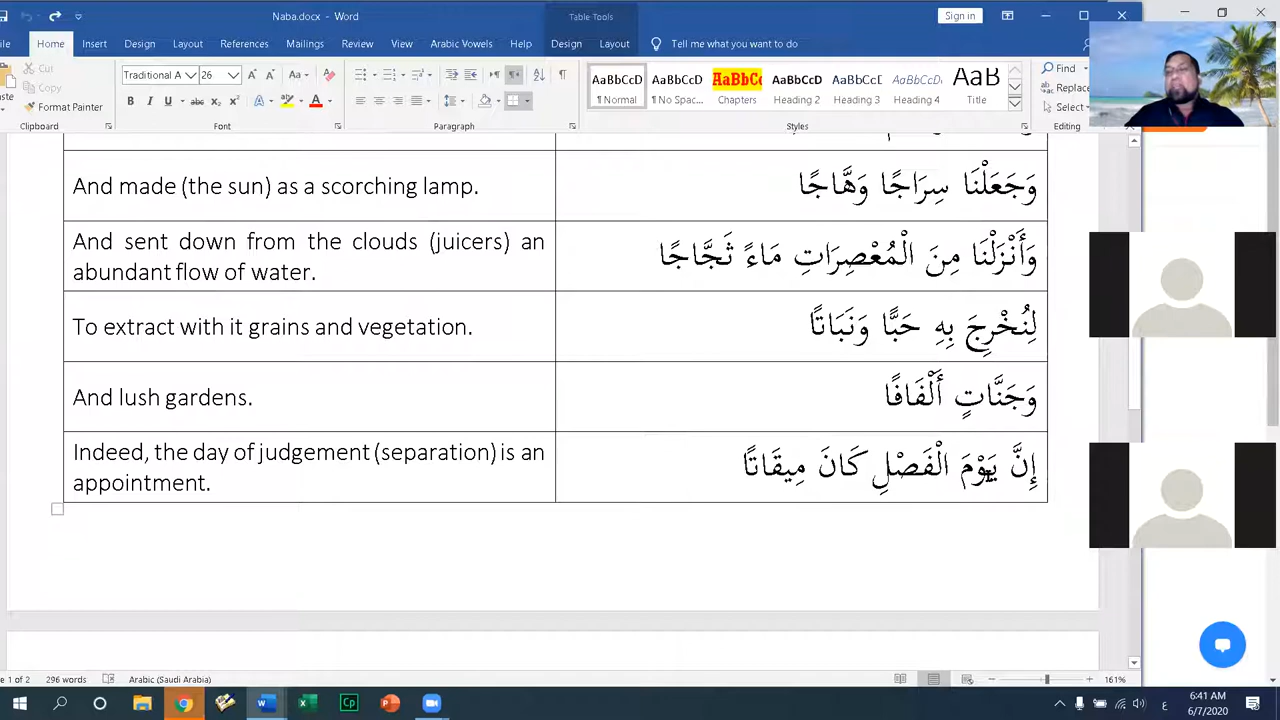 Naba.docx - Word
Table Tools
Sign in
Home Insert Design Layout References Mailings Review View Arabic Vowels Help Design Layout Tell me what you want to do
Cut
Copy
Format Painter
Clipboard
Traditional A 26
Font
Paragraph
AaBbCcD AaBbCcD AaBbCc AaBbCcD AaBbCcD AaBbCcD AaB
¶ Normal ¶ No Spac... Chapters Heading 2 Heading 3 Heading 4 Title
Styles
Find
Replace
Select
Editing
And made (the sun) as a scorching lamp.
وَجَعَلْنَا سِرَاجًا وَهَّاجًا
And sent down from the clouds (juicers) an
abundant flow of water.
وَأَنْزَلْنَا مِنَ الْمُعْصِرَاتِ مَاءً ثَجَّاجًا
To extract with it grains and vegetation.
لِنُخْرِجَ بِهِ حَبًّا وَنَبَاتًا
And lush gardens.
وَجَنَّاتٍ أَلْفَافًا
Indeed, the day of judgement (separation) is an
appointment.
إِنَّ يَوْمَ الْفَصْلِ كَانَ مِيقَاتًا
1 of 2 296 words Arabic (Saudi Arabia) 161%
6:41 AM
6/7/2020